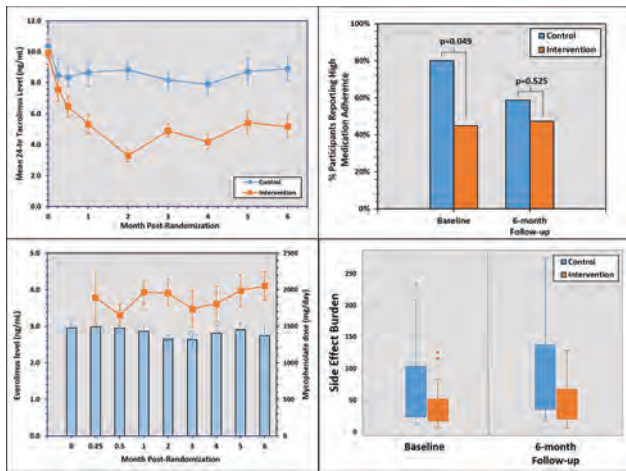 Mean 24-hr Tacrolimus Level (ng/mL)
12.0
10.0
8.0
6.0
4.0
2.0
0.0
0
1
2
3
4
5
6
Month Post-Randomization
Control
Intervention
% Participants Reporting High
Medication Adherence
100%
80%
60%
40%
20%
0%
p=0.049
p=0.525
Control
Intervention
Baseline
6-month
Follow-up
Everolimus level (ng/mL)
5.0
4.0
3.0
2.0
1.0
0.0
0
0.25
0.5
1
2
3
4
5
6
Month Post-Randomization
2500
2000
1500
1000
500
0
Mycophenolate dose (mg/day)
Side Effect Burden
250
200
150
100
50
0
Control
Intervention
Baseline
6-month
Follow-up